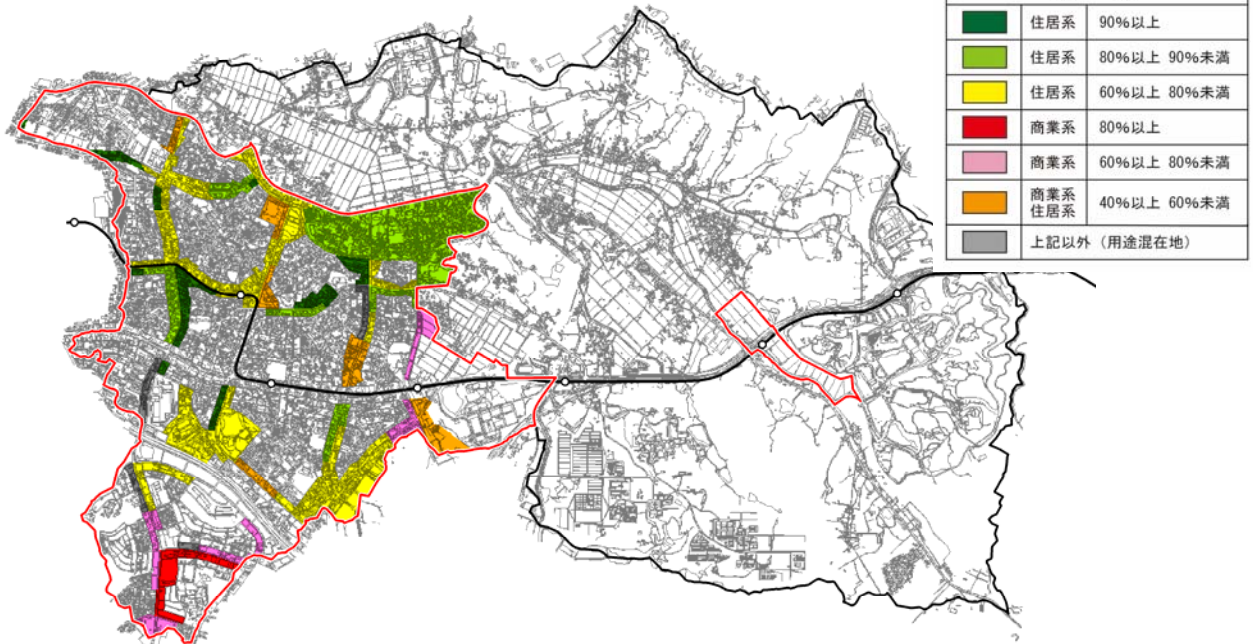 住居系 90%以上
住居系 80%以上 90%未満
住居系 60%以上 80%未満
商業系 80%以上
商業系 60%以上 80%未満
商業系
住居系 40%以上 60%未満
上記以外（用途混在地）